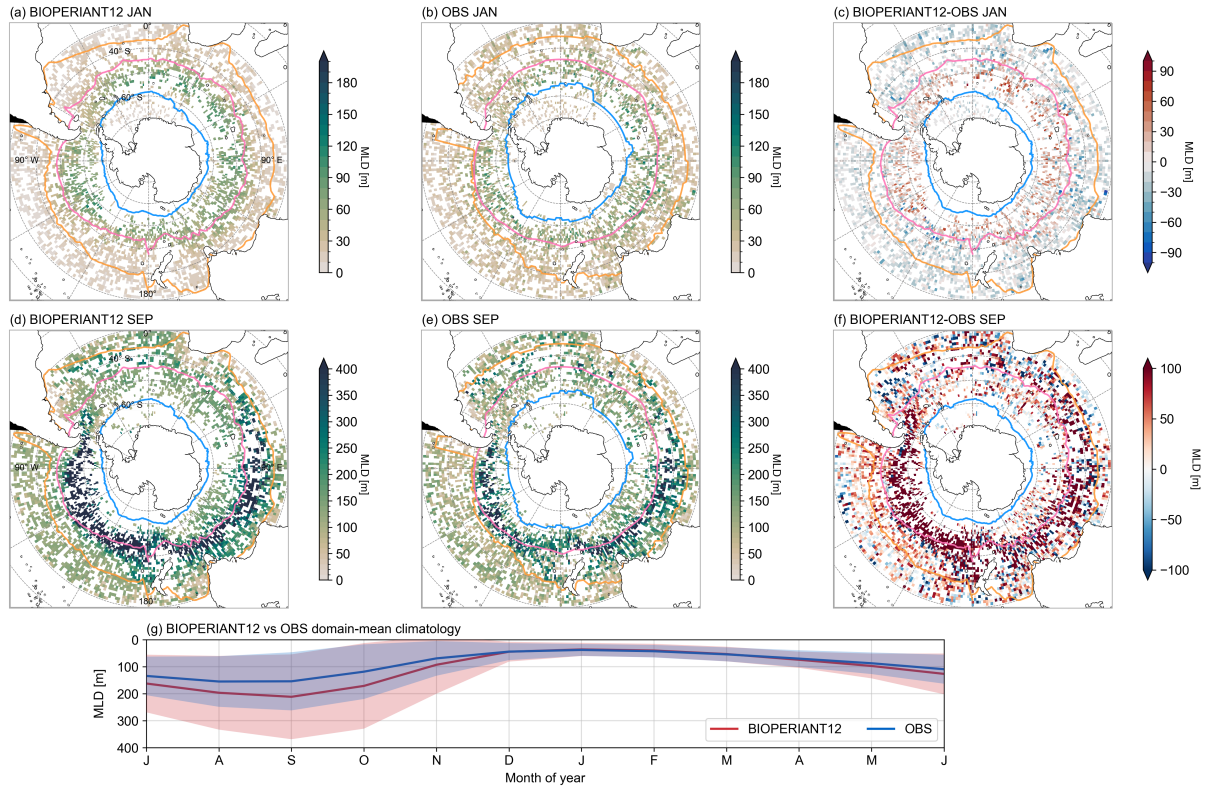 (a) BIOPERIANT12 JAN
(b) OBS JAN
(c) BIOPERIANT12-OBS JAN
0°
40° S
60° S
90° W
90° E
180°
180
150
120
90
60
30
0
MLD [m]
180
150
120
90
60
30
0
MLD [m]
90
60
30
0
−30
−60
−90
MLD [m]
(d) BIOPERIANT12 SEP
(e) OBS SEP
(f) BIOPERIANT12-OBS SEP
90° W
180
400
350
300
250
200
150
100
50
0
MLD [m]
400
350
300
250
200
150
100
50
0
MLD [m]
100
50
0
−50
−100
MLD [m]
(g) BIOPERIANT12 vs OBS domain-mean climatology
0
100
200
300
400
MLD [m]
BIOPERIANT12 OBS
J A S O N D J F M A M J
Month of year